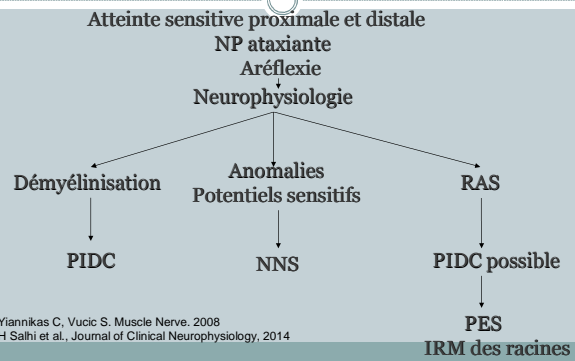 Atteinte sensitive proximale et distale
NP ataxiante
Aréflexie
Neurophysiologie
Démyélinisation
Anomalies
Potentiels sensitifs
RAS
PIDC
NNS
PIDC possible
PES
IRM des racines
Yiannikas C, Vucic S. Muscle Nerve. 2008
H Salhi et al., Journal of Clinical Neurophysiology, 2014